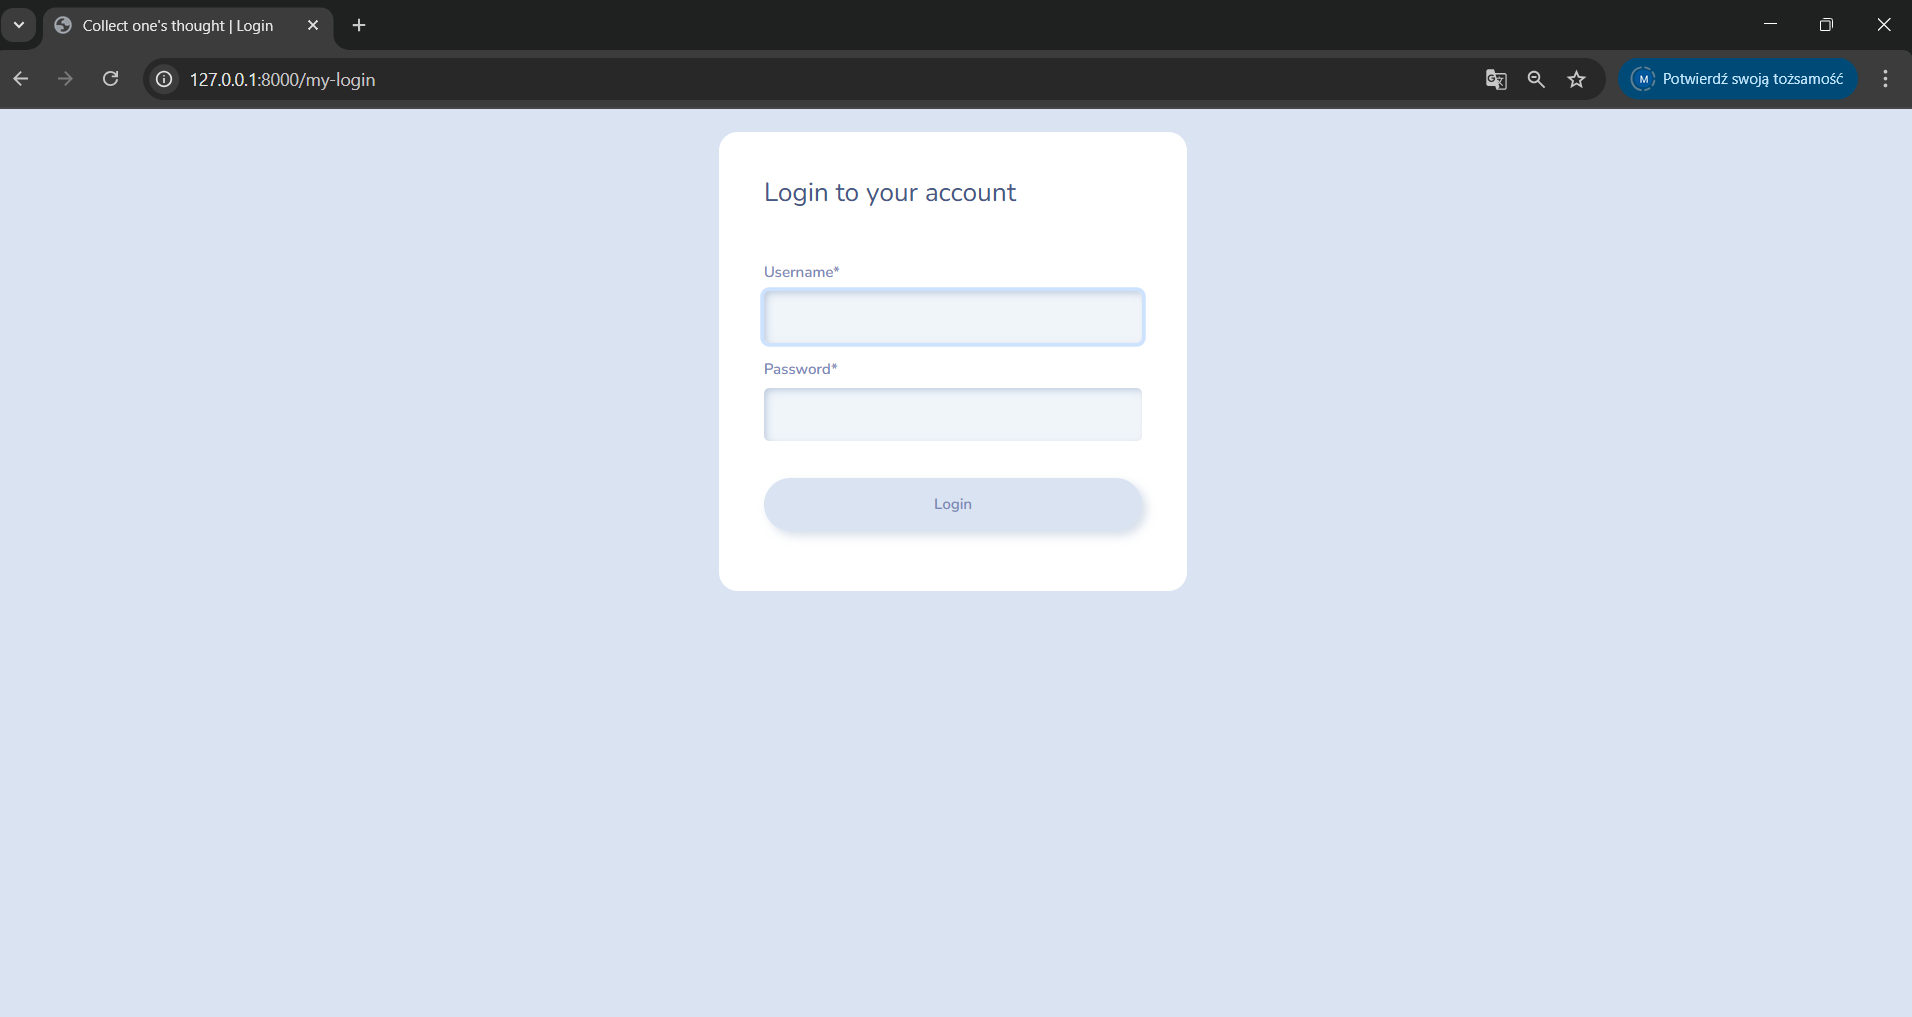 Collect one's thought | Login
127.0.0.1:8000/my-login
M
Potwierdź swoją tożsamość
Login to your account
Username*
Password*
Login